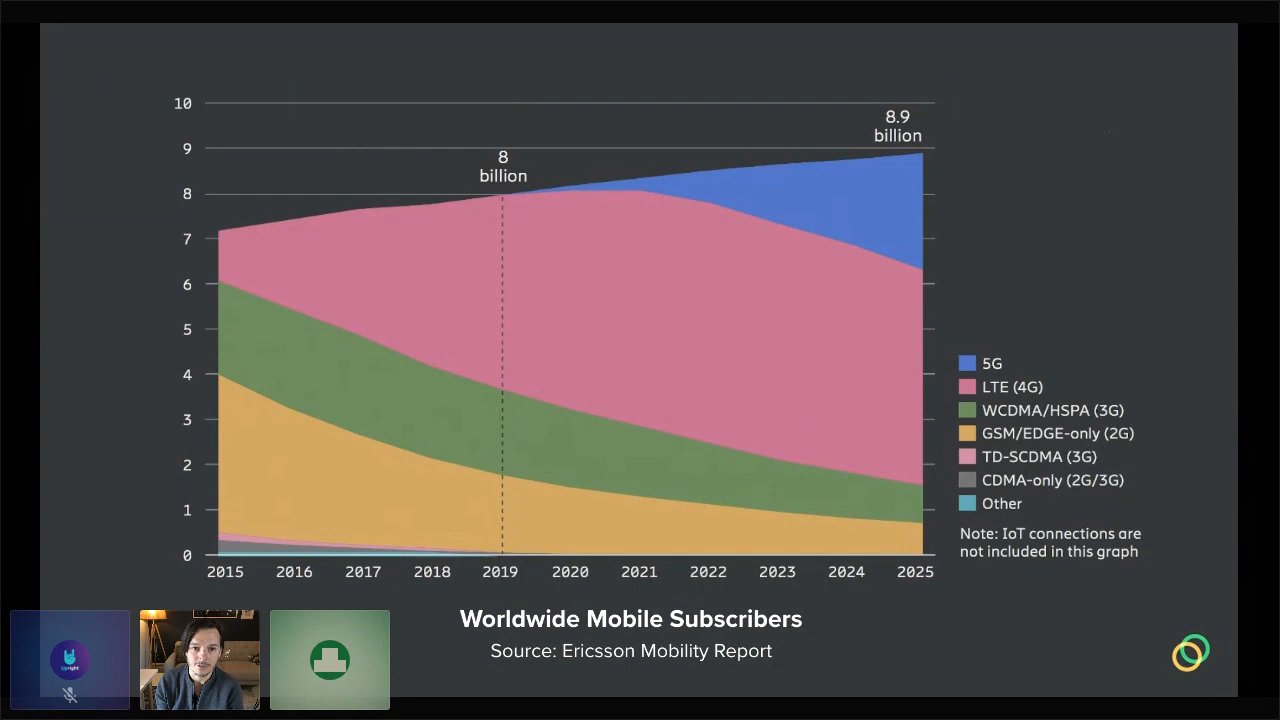 10
8.9
billion
9
8
billion
8
7
6
5
4
3
2
1
0
5G
LTE (4G)
WCDMA/HSPA (3G)
GSM/EDGE-only (2G)
TD-SCDMA (3G)
CDMA-only (2G/3G)
Other
Note: IoT connections are
not included in this graph
2015 2016 2017 2018 2019 2020 2021 2022 2023 2024 2025
Worldwide Mobile Subscribers
Source: Ericsson Mobility Report
Upright